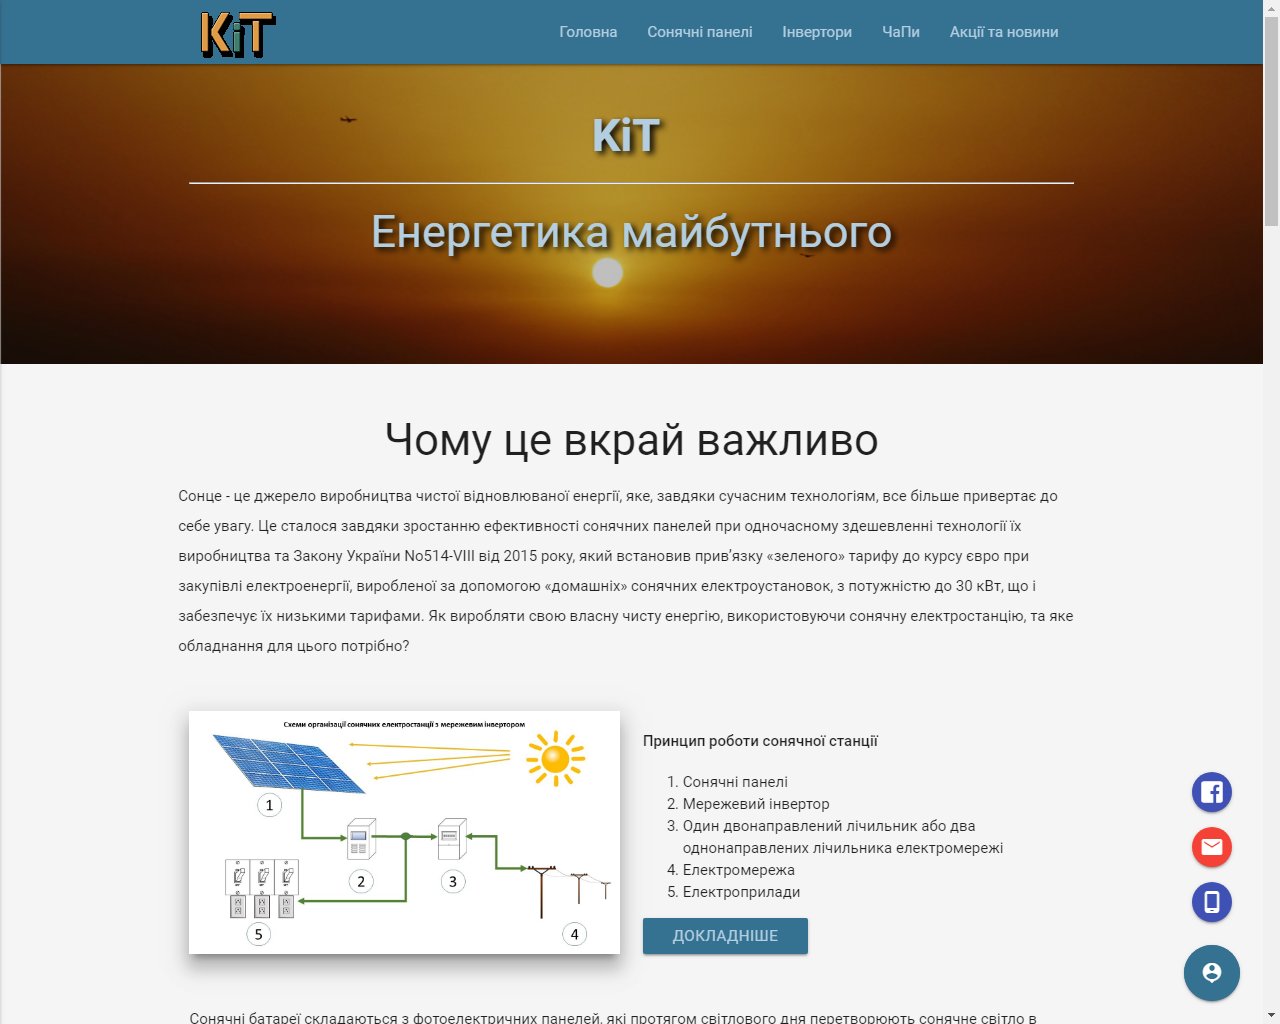 KiT
Головна
Сонячні панелі
Інвертори
ЧаПи
Акції та новини
KiT
Енергетика майбутнього
Чому це вкрай важливо
Сонце - це джерело виробництва чистої відновлюваної енергії, яке, завдяки сучасним технологіям, все більше привертає до
себе увагу. Це сталося завдяки зростанню ефективності сонячних панелей при одночасному здешевленні технології їх
виробництва та Закону України No514-VIII від 2015 року, який встановив прив’язку «зеленого» тарифу до курсу євро при
закупівлі електроенергії, виробленої за допомогою «домашніх» сонячних електроустановок, з потужністю до 30 кВт, що і
забезпечує їх низькими тарифами. Як виробляти свою власну чисту енергію, використовуючи сонячну електростанцію, та яке
обладнання для цього потрібно?
Схеми організації сонячних електростанції з мережевим інвертором
1
2
3
4
5
Принцип роботи сонячної станції
1. Сонячні панелі
2. Мережевий інвертор
3. Один двонаправлений лічильник або два
однонаправлених лічильника електромережі
4. Електромережа
5. Електроприлади
ДОКЛАДНІШЕ
Сонячні батареї складаються з фотоелектричних панелей, які протягом світлового дня перетворюють сонячне світло в